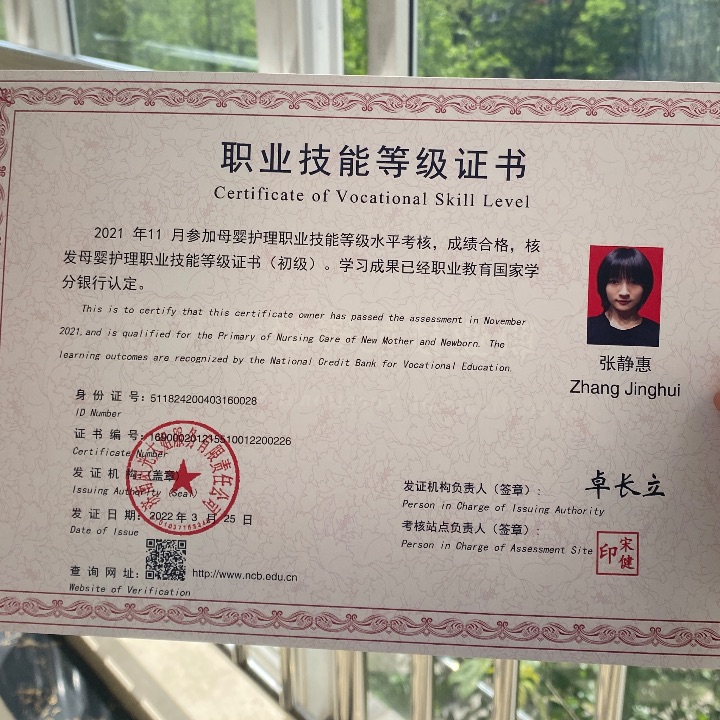 职业技能等级证书
Certificate of Vocational Skill Level
2021 年11 月参加母婴护理职业技能等级水平考核，成绩合格，核
发母婴护理职业技能等级证书（初级）。学习成果已经职业教育国家学
分银行认定。
This is to certify that this certificate owner has passed the assessment in November
2021, and is qualified for the Primary of Nursing Care of New Mother and Newborn. The
learning outcomes are recognized by the National Credit Bank for Vocational Education.
张静惠
Zhang Jinghui
身 份 证 号：511824200403160028
ID Number
证 书 编 号：
Certificate Number
发 证 机 构（盖章）
Issuing Authority (Seal)
发 证 日 期：2022 年 3 月 25 日
Date of Issue
查 询 网 址：http://www.ncb.edu.cn
Website of Verification
发证机构负责人（签章）：卓长立
Person in Charge of Issuing Authority
考核站点负责人（签章）：
Person in Charge of Assessment Site
宋健印